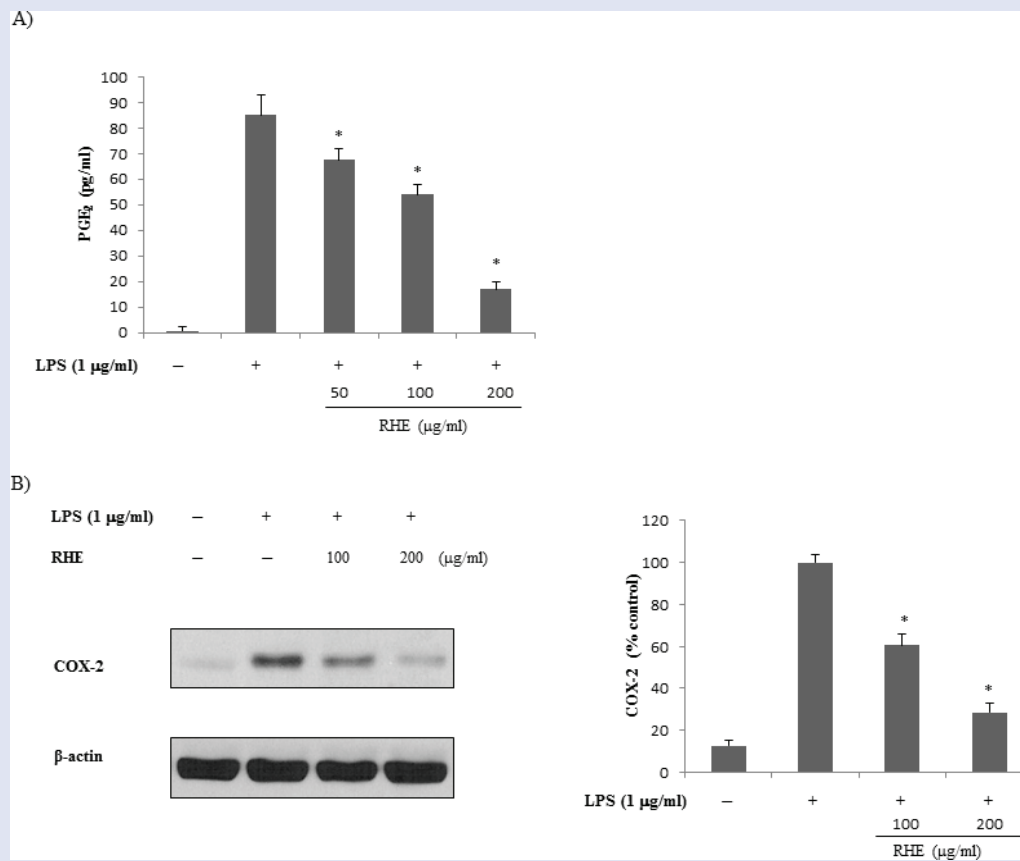 A)
100
90
80
70
60
50
40
30
20
10
0
PGE₂ (pg/ml)
* * *
LPS (1 μg/ml) – + + + +
50 100 200
RHE (μg/ml)
B)
LPS (1 μg/ml) – + + +
RHE – – 100 200 (μg/ml)
COX-2
β-actin
120
100
80
60
40
20
0
COX-2 (% control)
* *
LPS (1 μg/ml) – + + +
100 200
RHE (μg/ml)